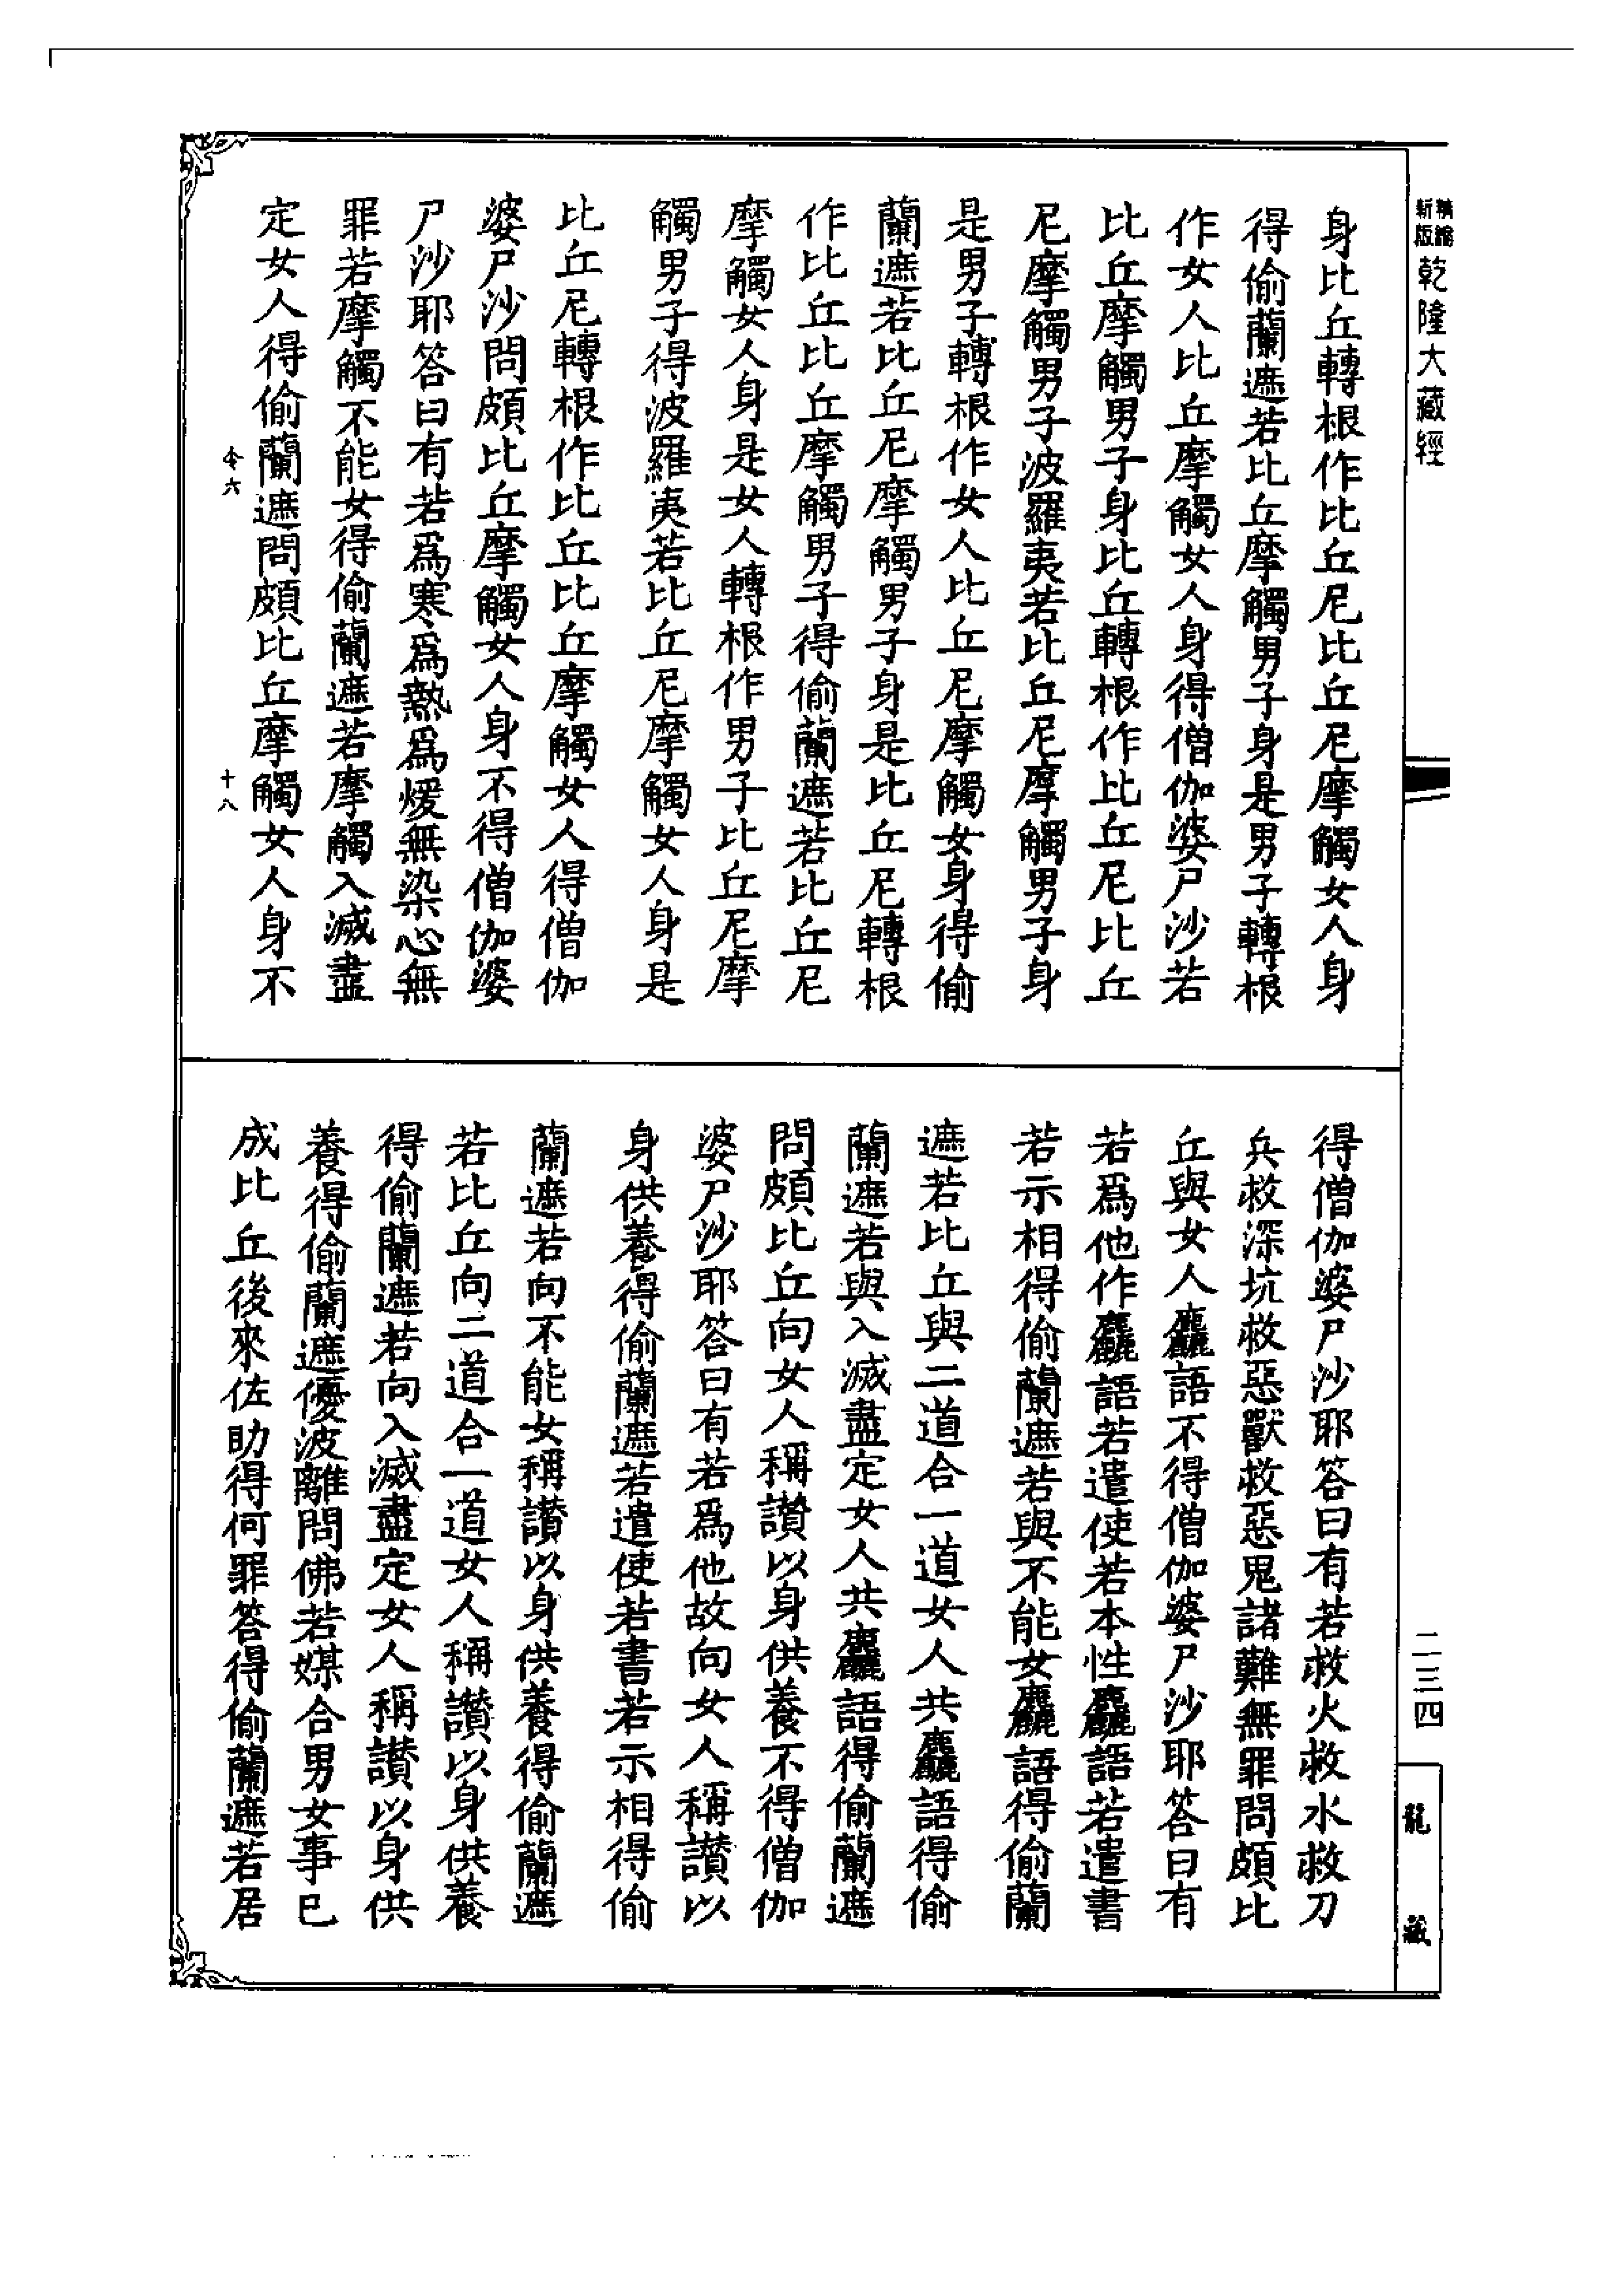 新編
新版
乾隆大藏經
身比丘轉根作比丘尼比丘尼摩觸女人身
得偷蘭遮若比丘摩觸男子身是男子轉根
作女人比丘摩觸女人身得僧伽婆尸沙若
比丘摩觸男子身比丘轉根作比丘尼比丘
尼摩觸男子波羅夷若比丘尼摩觸男子身
是男子轉根作女人比丘尼摩觸女身得偷
蘭遮若比丘尼摩觸男子身是比丘尼轉根
作比丘比丘摩觸男子得偷蘭遮若比丘尼
摩觸女人身是女人轉根作男子比丘尼摩
觸男子得波羅夷若比丘尼摩觸女人身是
比丘尼轉根作比丘比丘摩觸女人得僧伽
婆尸沙問頗比丘摩觸女人身不得僧伽婆
尸沙耶答曰有若爲寒爲熱爲煖無染心無
罪若摩觸不能女得偷蘭遮若摩觸入滅盡
定女人得偷蘭遮問頗比丘摩觸女人身不
令六
十八
得僧伽婆尸沙耶答曰有若救火救水救刀
兵救深坑救惡獸救惡鬼諸難無罪問頗比
丘與女人麤語不得僧伽婆尸沙耶答曰有
若爲他作麤語若遣使若本性麤語若遣書
若示相得偷蘭遮若與不能女麤語得偷蘭
遮若比丘與二道合一道女人共麤語得偷
蘭遮若與入滅盡定女人共麤語得偷蘭遮
問頗比丘向女人稱讚以身供養不得僧伽
婆尸沙耶答曰有若爲他故向女人稱讚以
身供養得偷蘭遮若遣使若書若示相得偷
蘭遮若向不能女稱讚以身供養得偷蘭遮
若比丘向二道合一道女人稱讚以身供養
得偷蘭遮若向入滅盡定女人稱讚以身供
養得偷蘭遮優波離問佛若媒合男女事已
成比丘後來佐助得何罪答得偷蘭遮若居
二三四
龍藏